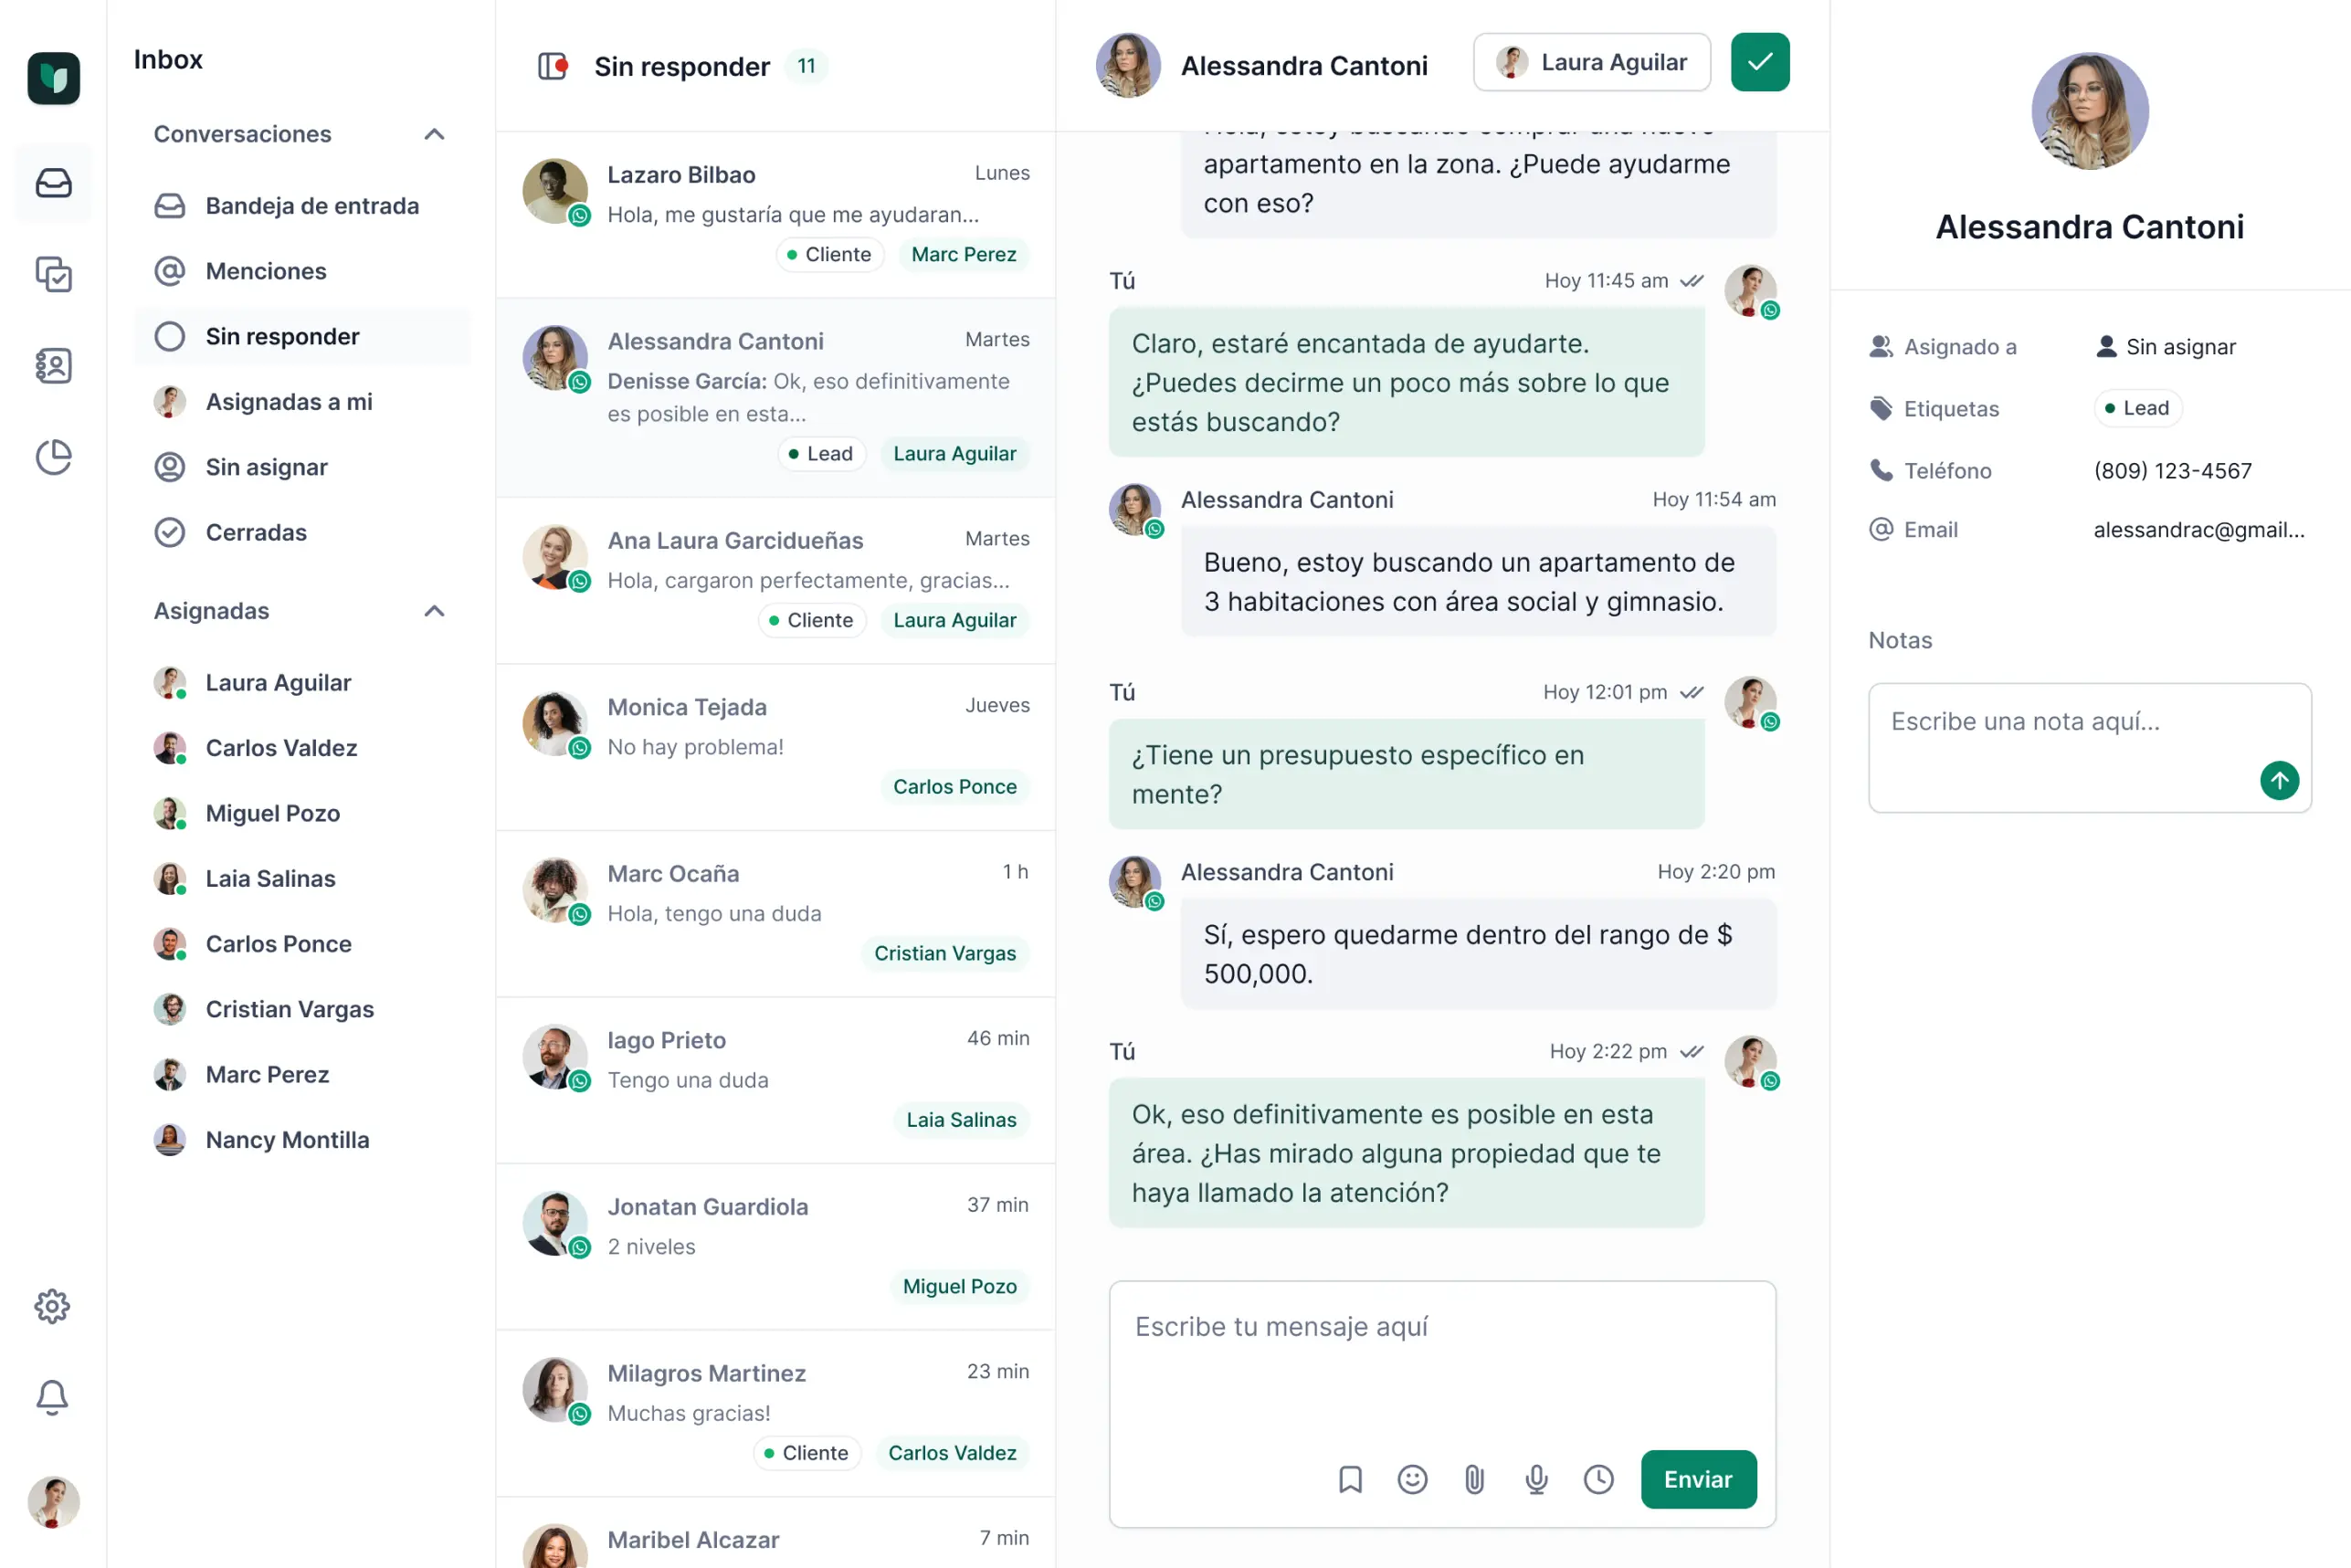 Inbox
Conversaciones
Bandeja de entrada
Menciones
Sin responder
Asignadas a mi
Sin asignar
Cerradas
Asignadas
Laura Aguilar
Carlos Valdez
Miguel Pozo
Laia Salinas
Carlos Ponce
Cristian Vargas
Marc Perez
Nancy Montilla
Sin responder 11
Lazaro Bilbao Lunes
Hola, me gustaría que me ayudaran...
Cliente Marc Perez
Alessandra Cantoni Martes
Denisse García: Ok, eso definitivamente
es posible en esta...
Lead Laura Aguilar
Ana Laura Garcidueñas Martes
Hola, cargaron perfectamente, gracias...
Cliente Laura Aguilar
Monica Tejada Jueves
No hay problema!
Carlos Ponce
Marc Ocaña 1 h
Hola, tengo una duda
Cristian Vargas
Iago Prieto 46 min
Tengo una duda
Laia Salinas
Jonatan Guardiola 37 min
2 niveles
Miguel Pozo
Milagros Martinez 23 min
Muchas gracias!
Cliente Carlos Valdez
Maribel Alcazar 7 min
Alessandra Cantoni Laura Aguilar
Hola, estoy buscando comprar una nuevo
apartamento en la zona. ¿Puede ayudarme
con eso?
Tú Hoy 11:45 am
Claro, estaré encantada de ayudarte.
¿Puedes decirme un poco más sobre lo que
estás buscando?
Alessandra Cantoni Hoy 11:54 am
Bueno, estoy buscando un apartamento de
3 habitaciones con área social y gimnasio.
Tú Hoy 12:01 pm
¿Tiene un presupuesto específico en
mente?
Alessandra Cantoni Hoy 2:20 pm
Sí, espero quedarme dentro del rango de $
500,000.
Tú Hoy 2:22 pm
Ok, eso definitivamente es posible en esta
área. ¿Has mirado alguna propiedad que te
haya llamado la atención?
Escribe tu mensaje aquí
Enviar
Alessandra Cantoni
Asignado a Sin asignar
Etiquetas Lead
Teléfono (809) 123-4567
Email alessandrac@gmail...
Notas
Escribe una nota aquí...